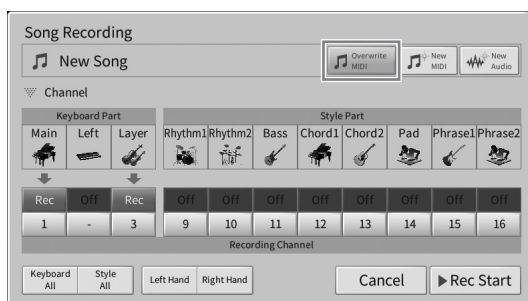 Song Recording
New Song
Overwrite MIDI
New MIDI
New Audio
Channel
Keyboard Part
Style Part
Main Left Layer Rhythm1 Rhythm2 Bass Chord1 Chord2 Pad Phrase1 Phrase2
Rec Off Rec Off Off Off Off Off Off Off Off
1 - 3 9 10 11 12 13 14 15 16
Recording Channel
Keyboard All
Style All
Left Hand
Right Hand
Cancel
Rec Start